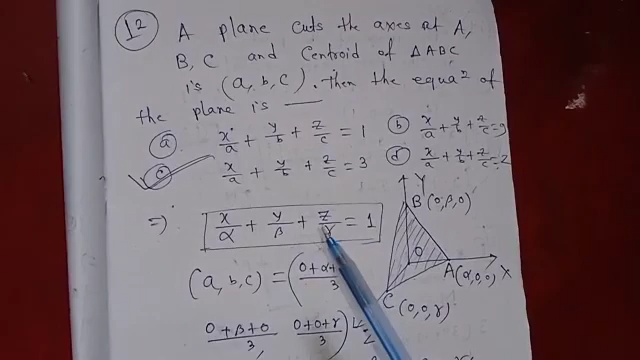 12 A plane cuts the axes at A,
B, C and Centroid of ΔABC
is (a, b, c). Then the equaⁿ of
the plane is ___
(a) x/a + y/b + z/c = 1 (b) x/a + y/b + z/c = 9
(c) x/a + y/b + z/c = 3 (d) x/a + y/b + z/c = 2
⇒ x/α + y/β + z/γ = 1
Y
B(0,β,0)
O
A(α,0,0) X
C (0,0,γ)
Z
(a, b, c) = (0+α+ /3
0+β+0/3, 0+0+γ/3)